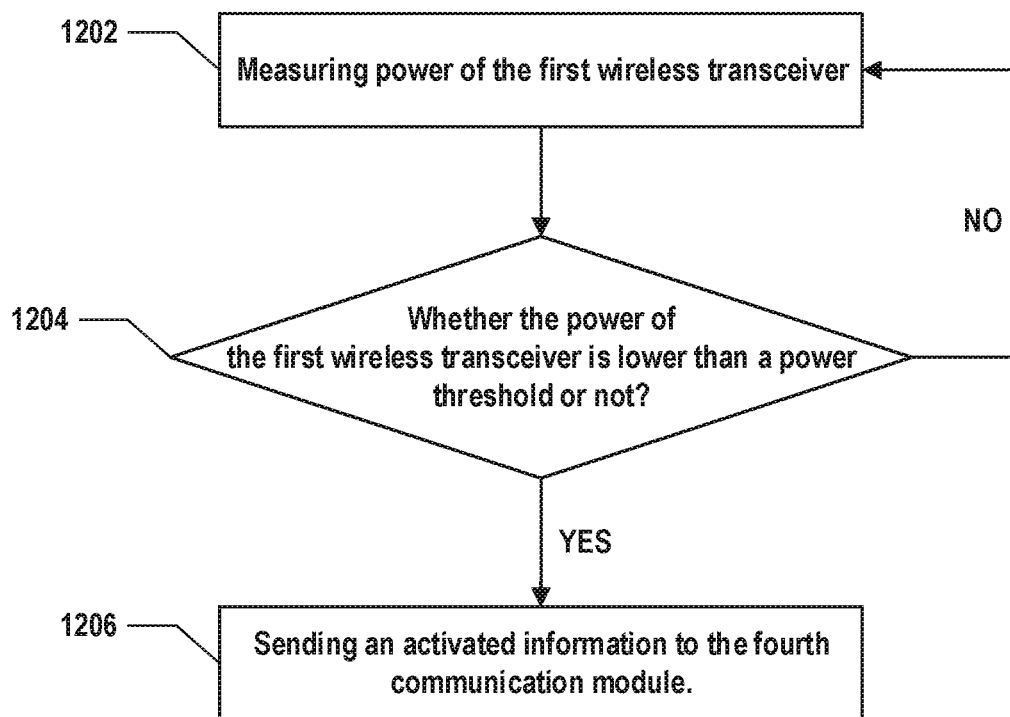 1202
Measuring power of the first wireless transceiver
NO
1204
Whether the power of
the first wireless transceiver is lower than a power
threshold or not?
YES
1206
Sending an activated information to the fourth
communication module.